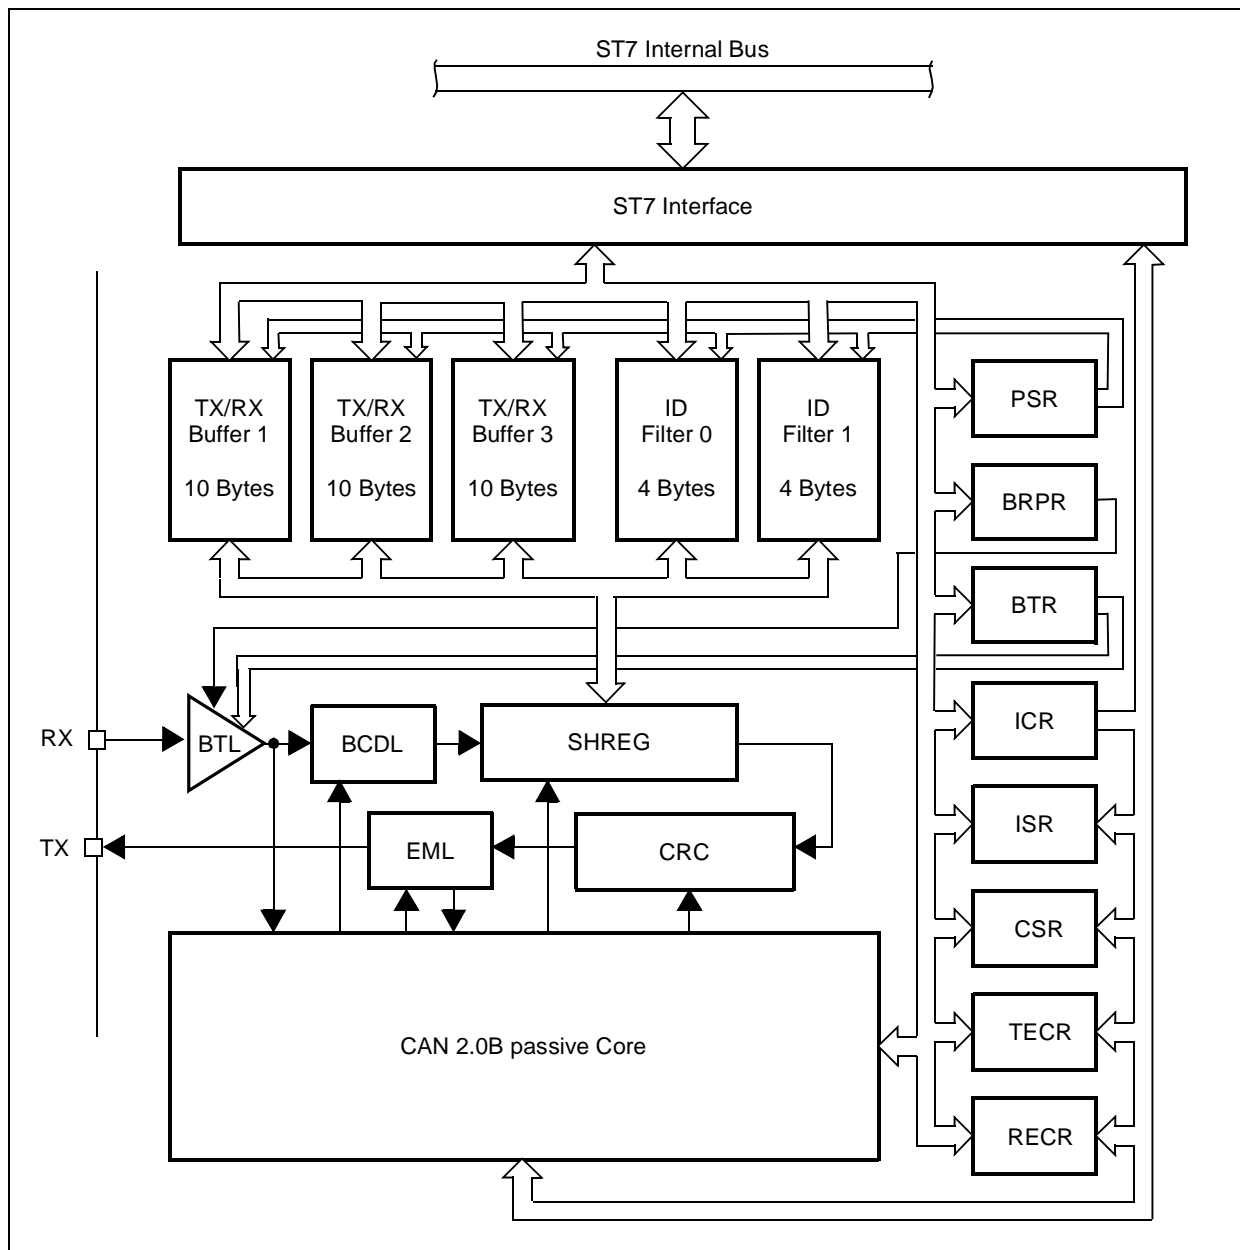 ST7 Internal Bus
ST7 Interface
TX/RX
Buffer 1
10 Bytes
TX/RX
Buffer 2
10 Bytes
TX/RX
Buffer 3
10 Bytes
ID
Filter 0
4 Bytes
ID
Filter 1
4 Bytes
PSR
BRPR
BTR
ICR
ISR
CSR
TECR
RECR
RX
BTL
BCDL
SHREG
TX
EML
CRC
CAN 2.0B passive Core